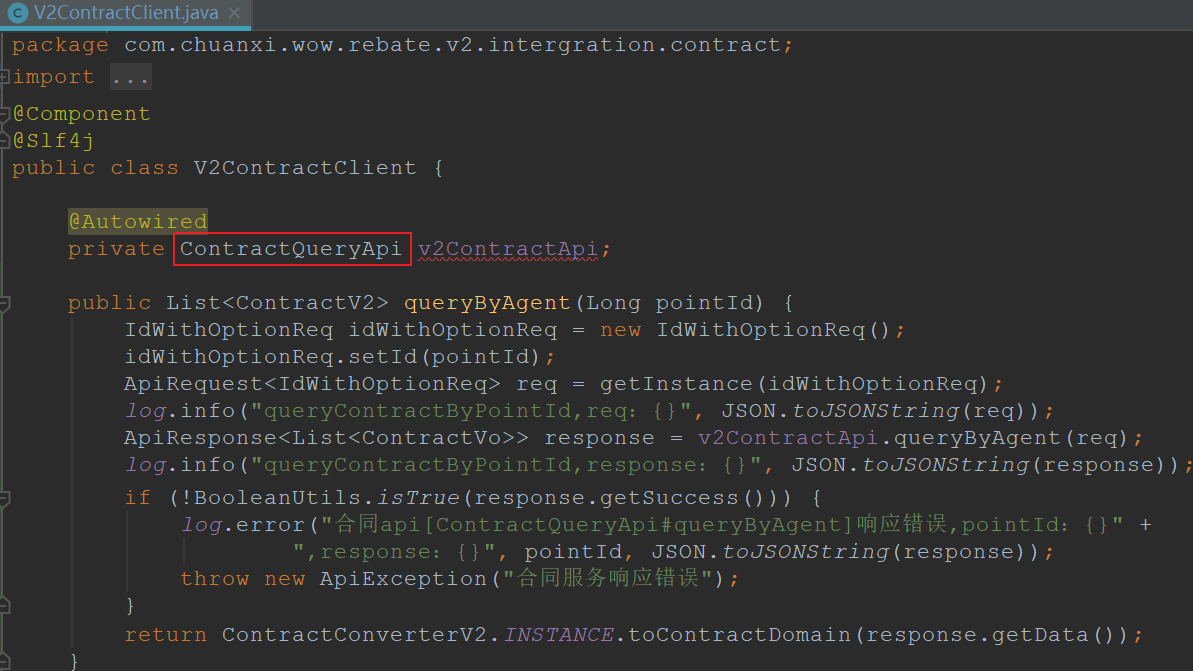 V2ContractClient.java
package com.chuanxi.wow.rebate.v2.intergration.contract;
import ...
@Component
@Slf4j
public class V2ContractClient {
@Autowired
private ContractQueryApi v2ContractApi;
public List<ContractV2> queryByAgent(Long pointId) {
IdWithOptionReq idWithOptionReq = new IdWithOptionReq();
idWithOptionReq.setId(pointId);
ApiRequest<IdWithOptionReq> req = getInstance(idWithOptionReq);
log.info("queryContractByPointId,req: {}", JSON.toJSONString(req));
ApiResponse<List<ContractVo>> response = v2ContractApi.queryByAgent(req);
log.info("queryContractByPointId,response: {}", JSON.toJSONString(response));
if (!BooleanUtils.isTrue(response.getSuccess())) {
log.error("合同api[ContractQueryApi#queryByAgent]响应错误,pointId: {}" +
",response: {}", pointId, JSON.toJSONString(response));
throw new ApiException("合同服务响应错误");
}
return ContractConverterV2.INSTANCE.toContractDomain(response.getData());
}